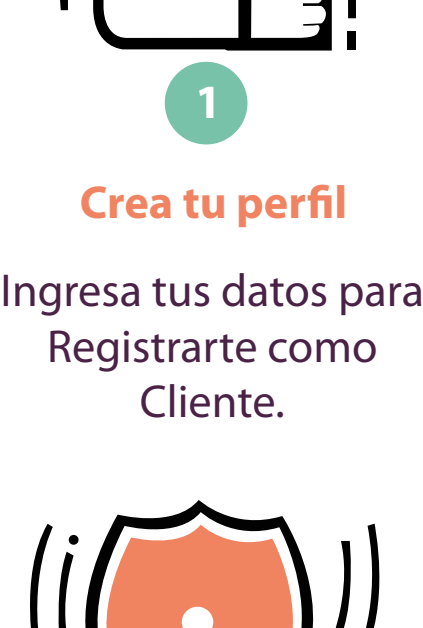 1
Crea tu perfil
Ingresa tus datos para
Registrarte como
Cliente.